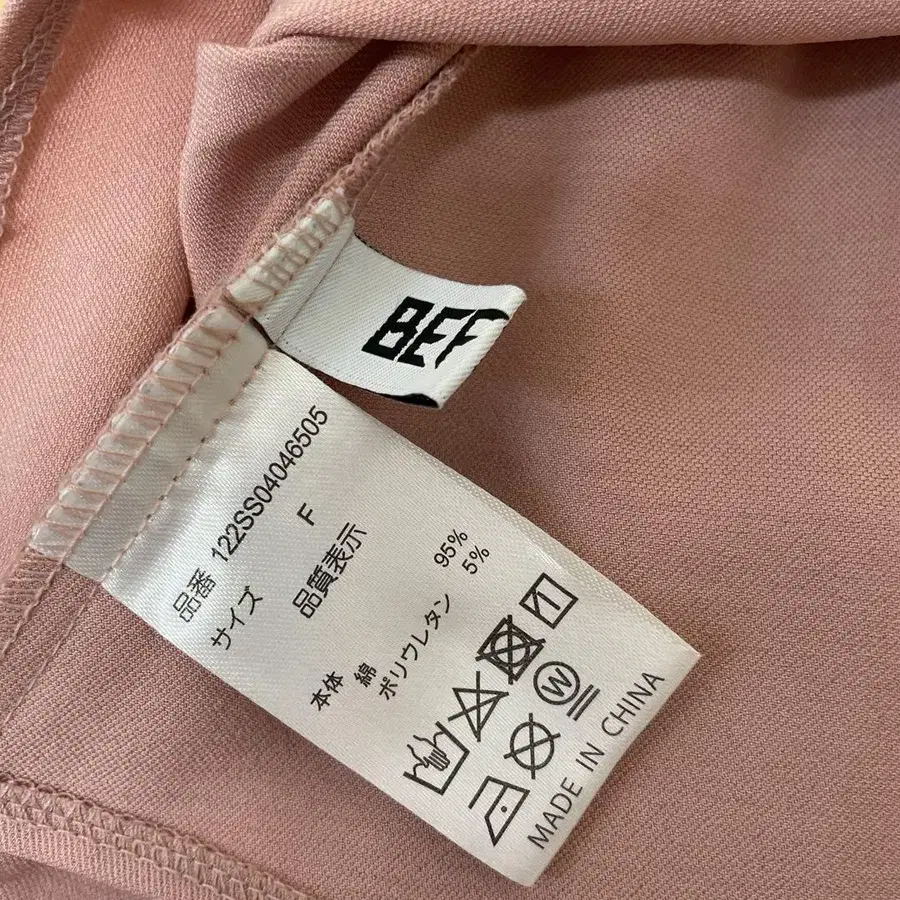 BEF
品番 122SS04046505
サイズ F
品質表示
本体 綿 95%
ポリウレタン 5%
W
MADE IN CHINA